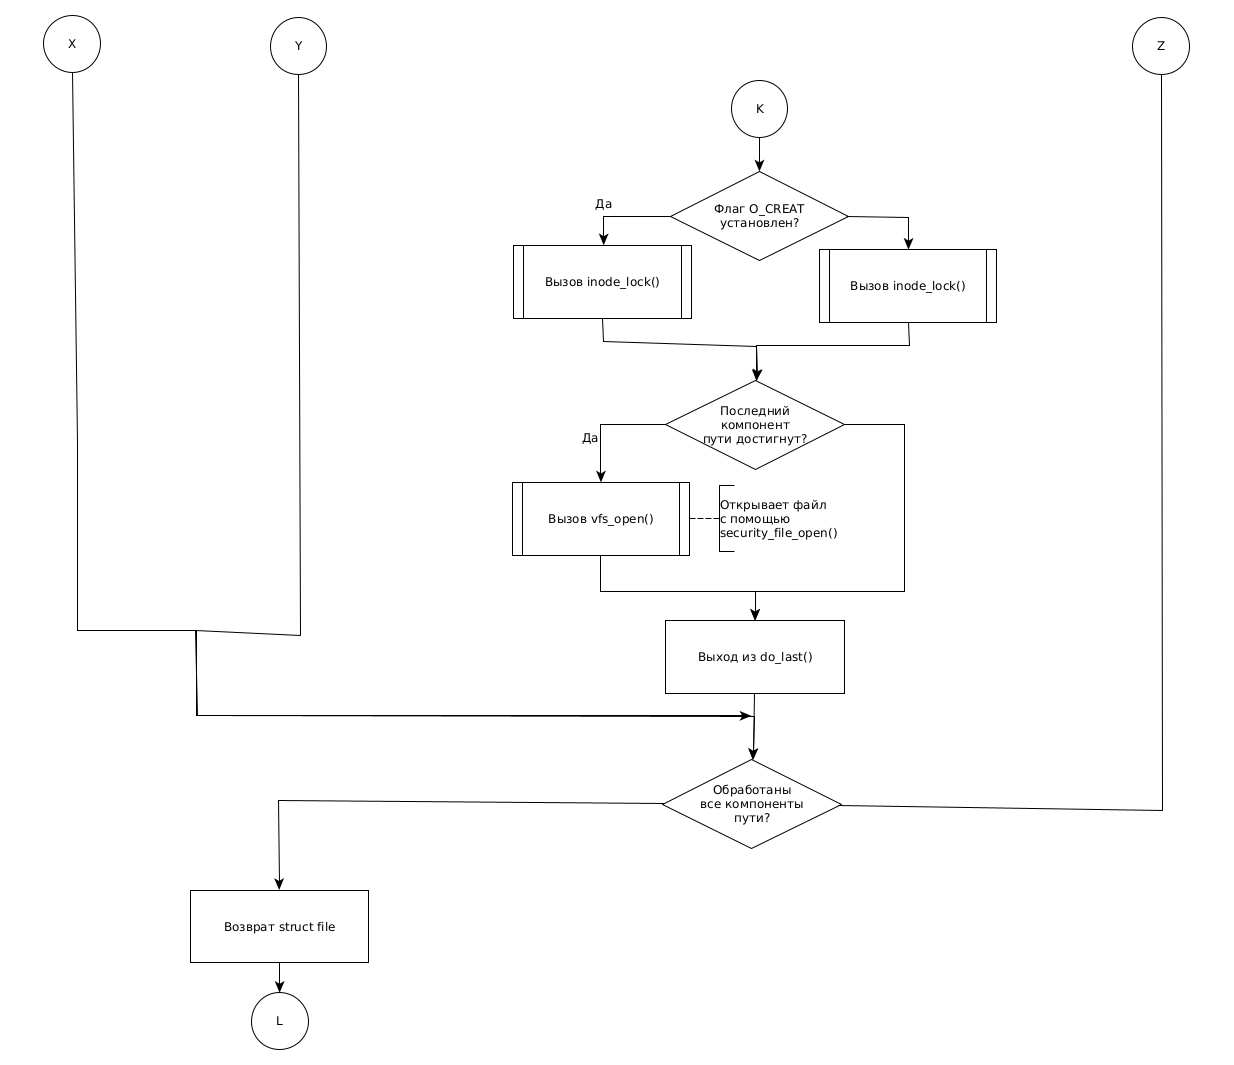 X
Y
Z
K
Флаг O_CREAT
установлен?
Да
Вызов inode_lock()
Вызов inode_lock()
Последний
компонент
пути достигнут?
Да
Вызов vfs_open()
Открывает файл
с помощью
security_file_open()
Выход из do_last()
Обработаны
все компоненты
пути?
Возврат struct file
L